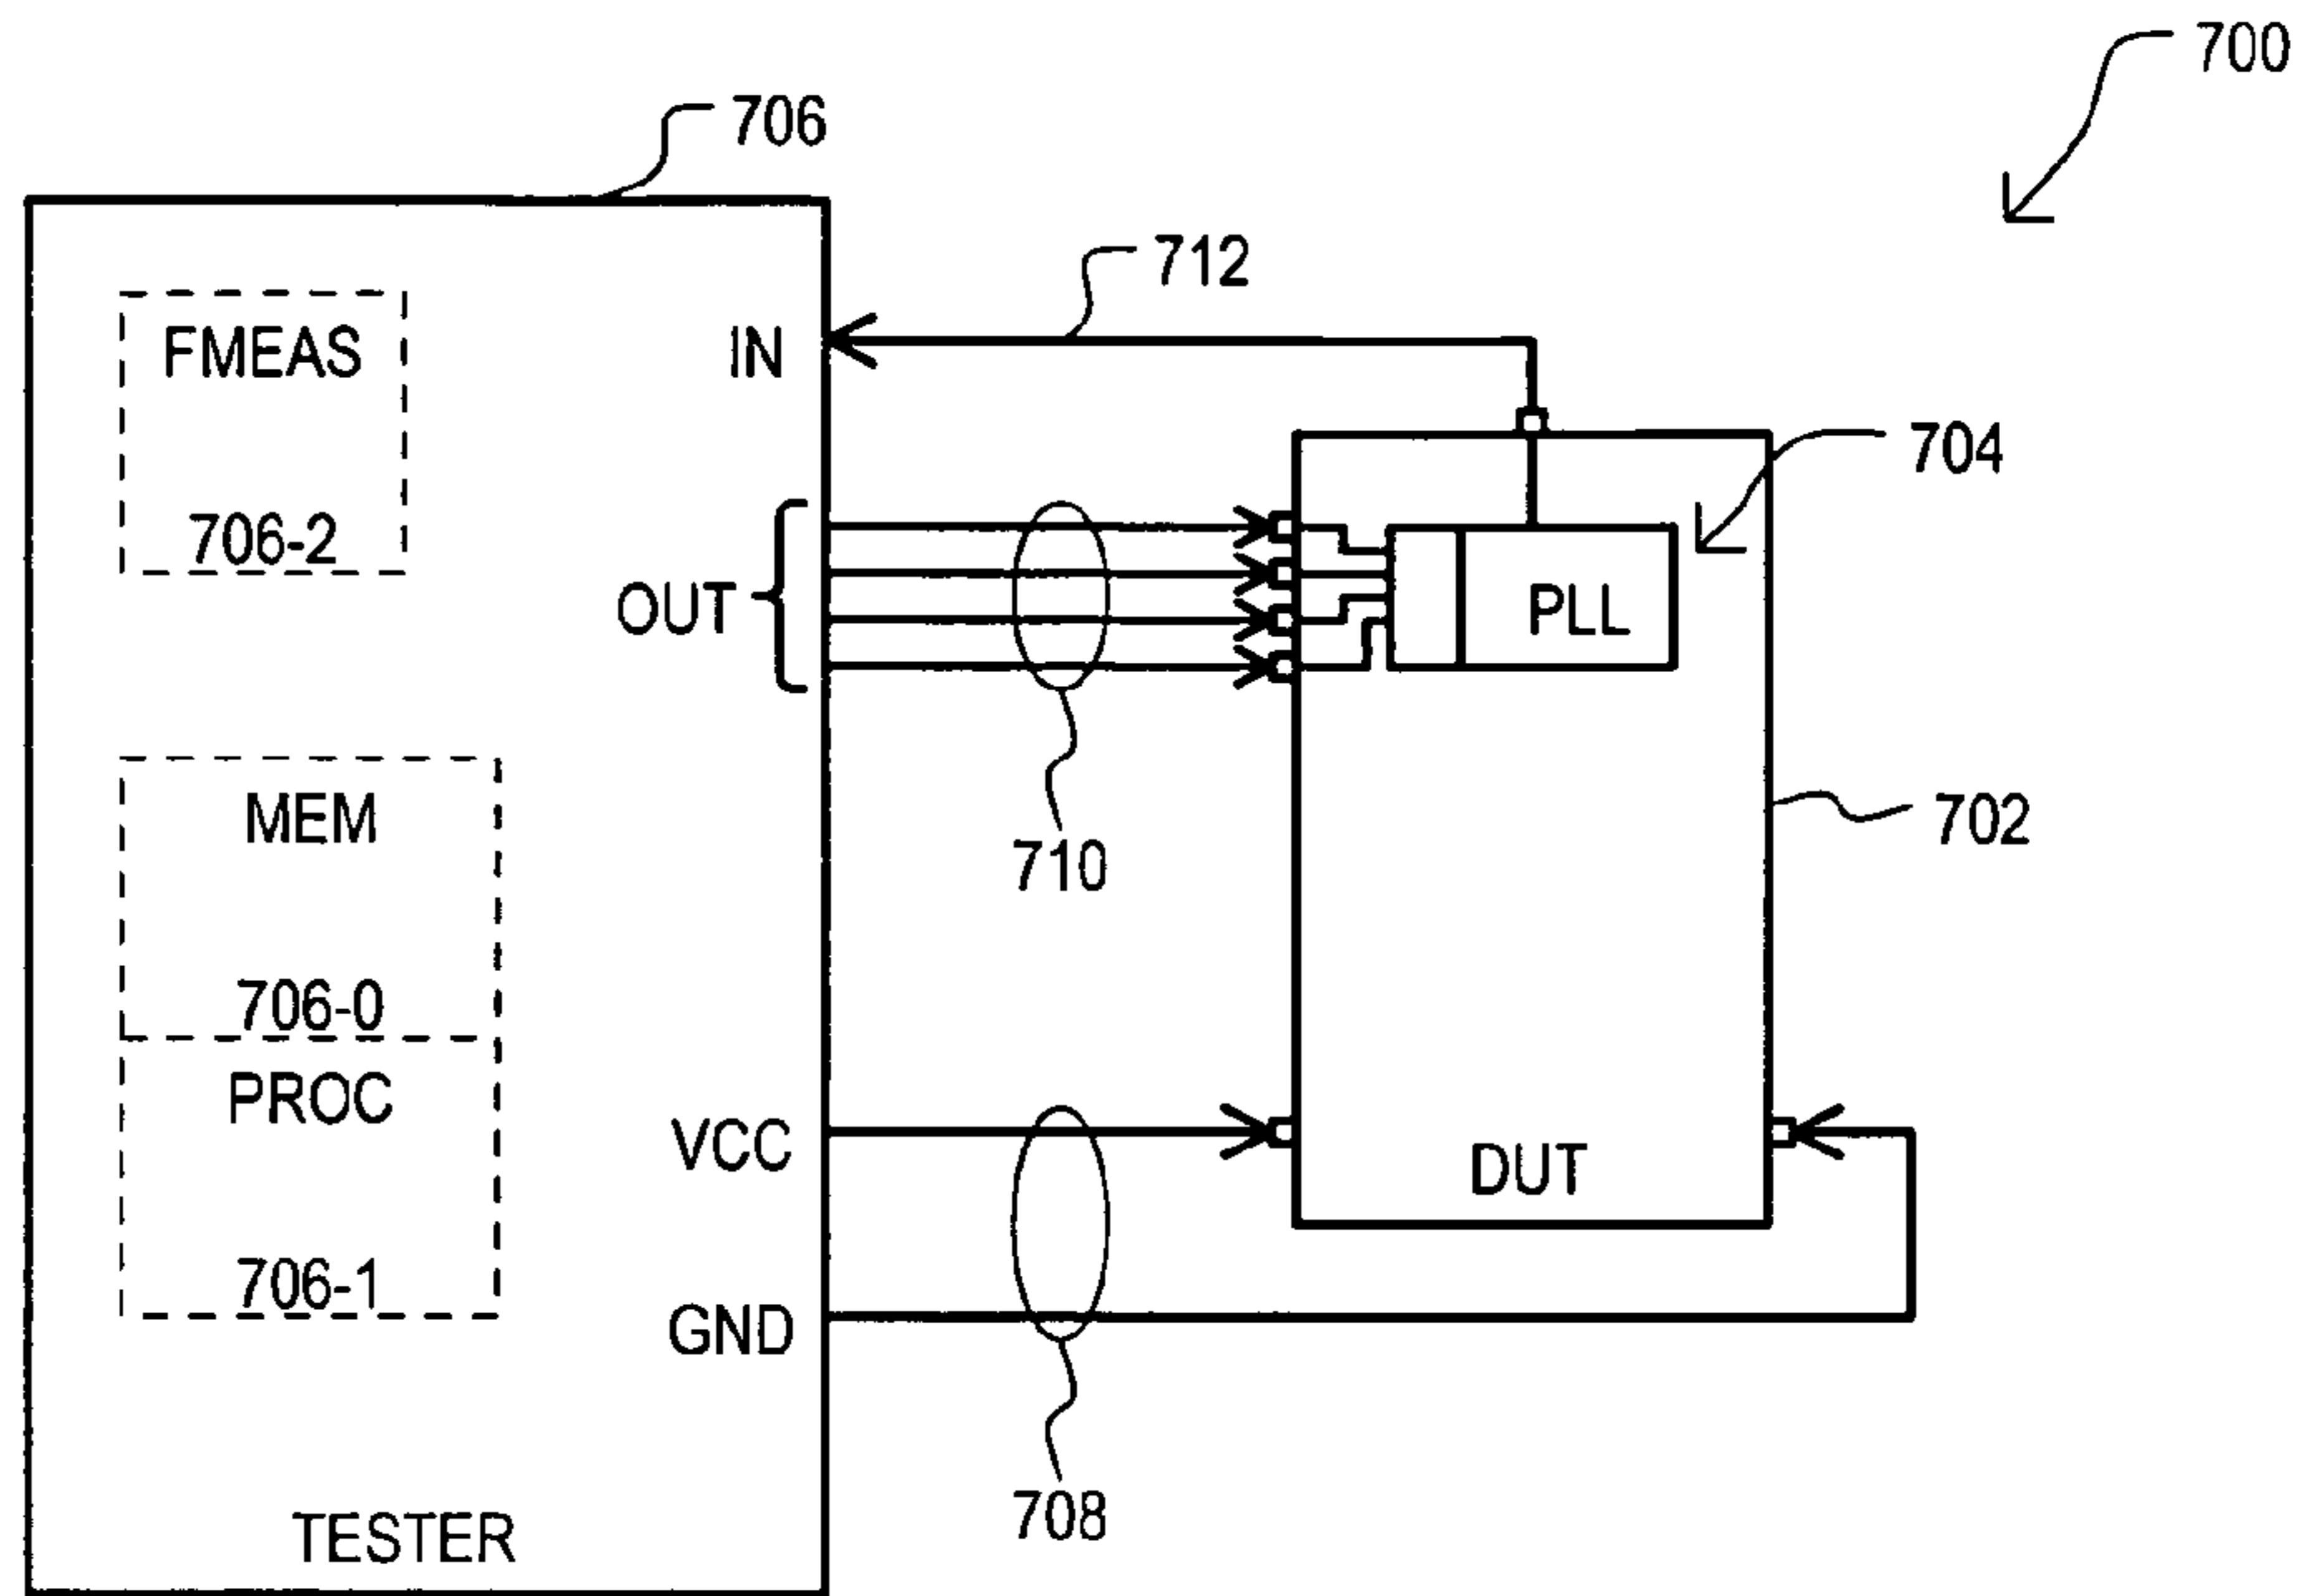 700
706
712
FMEAS
IN
704
706-2
OUT
PLL
MEM
702
710
706-0
PROC
VCC
DUT
706-1
GND
708
TESTER